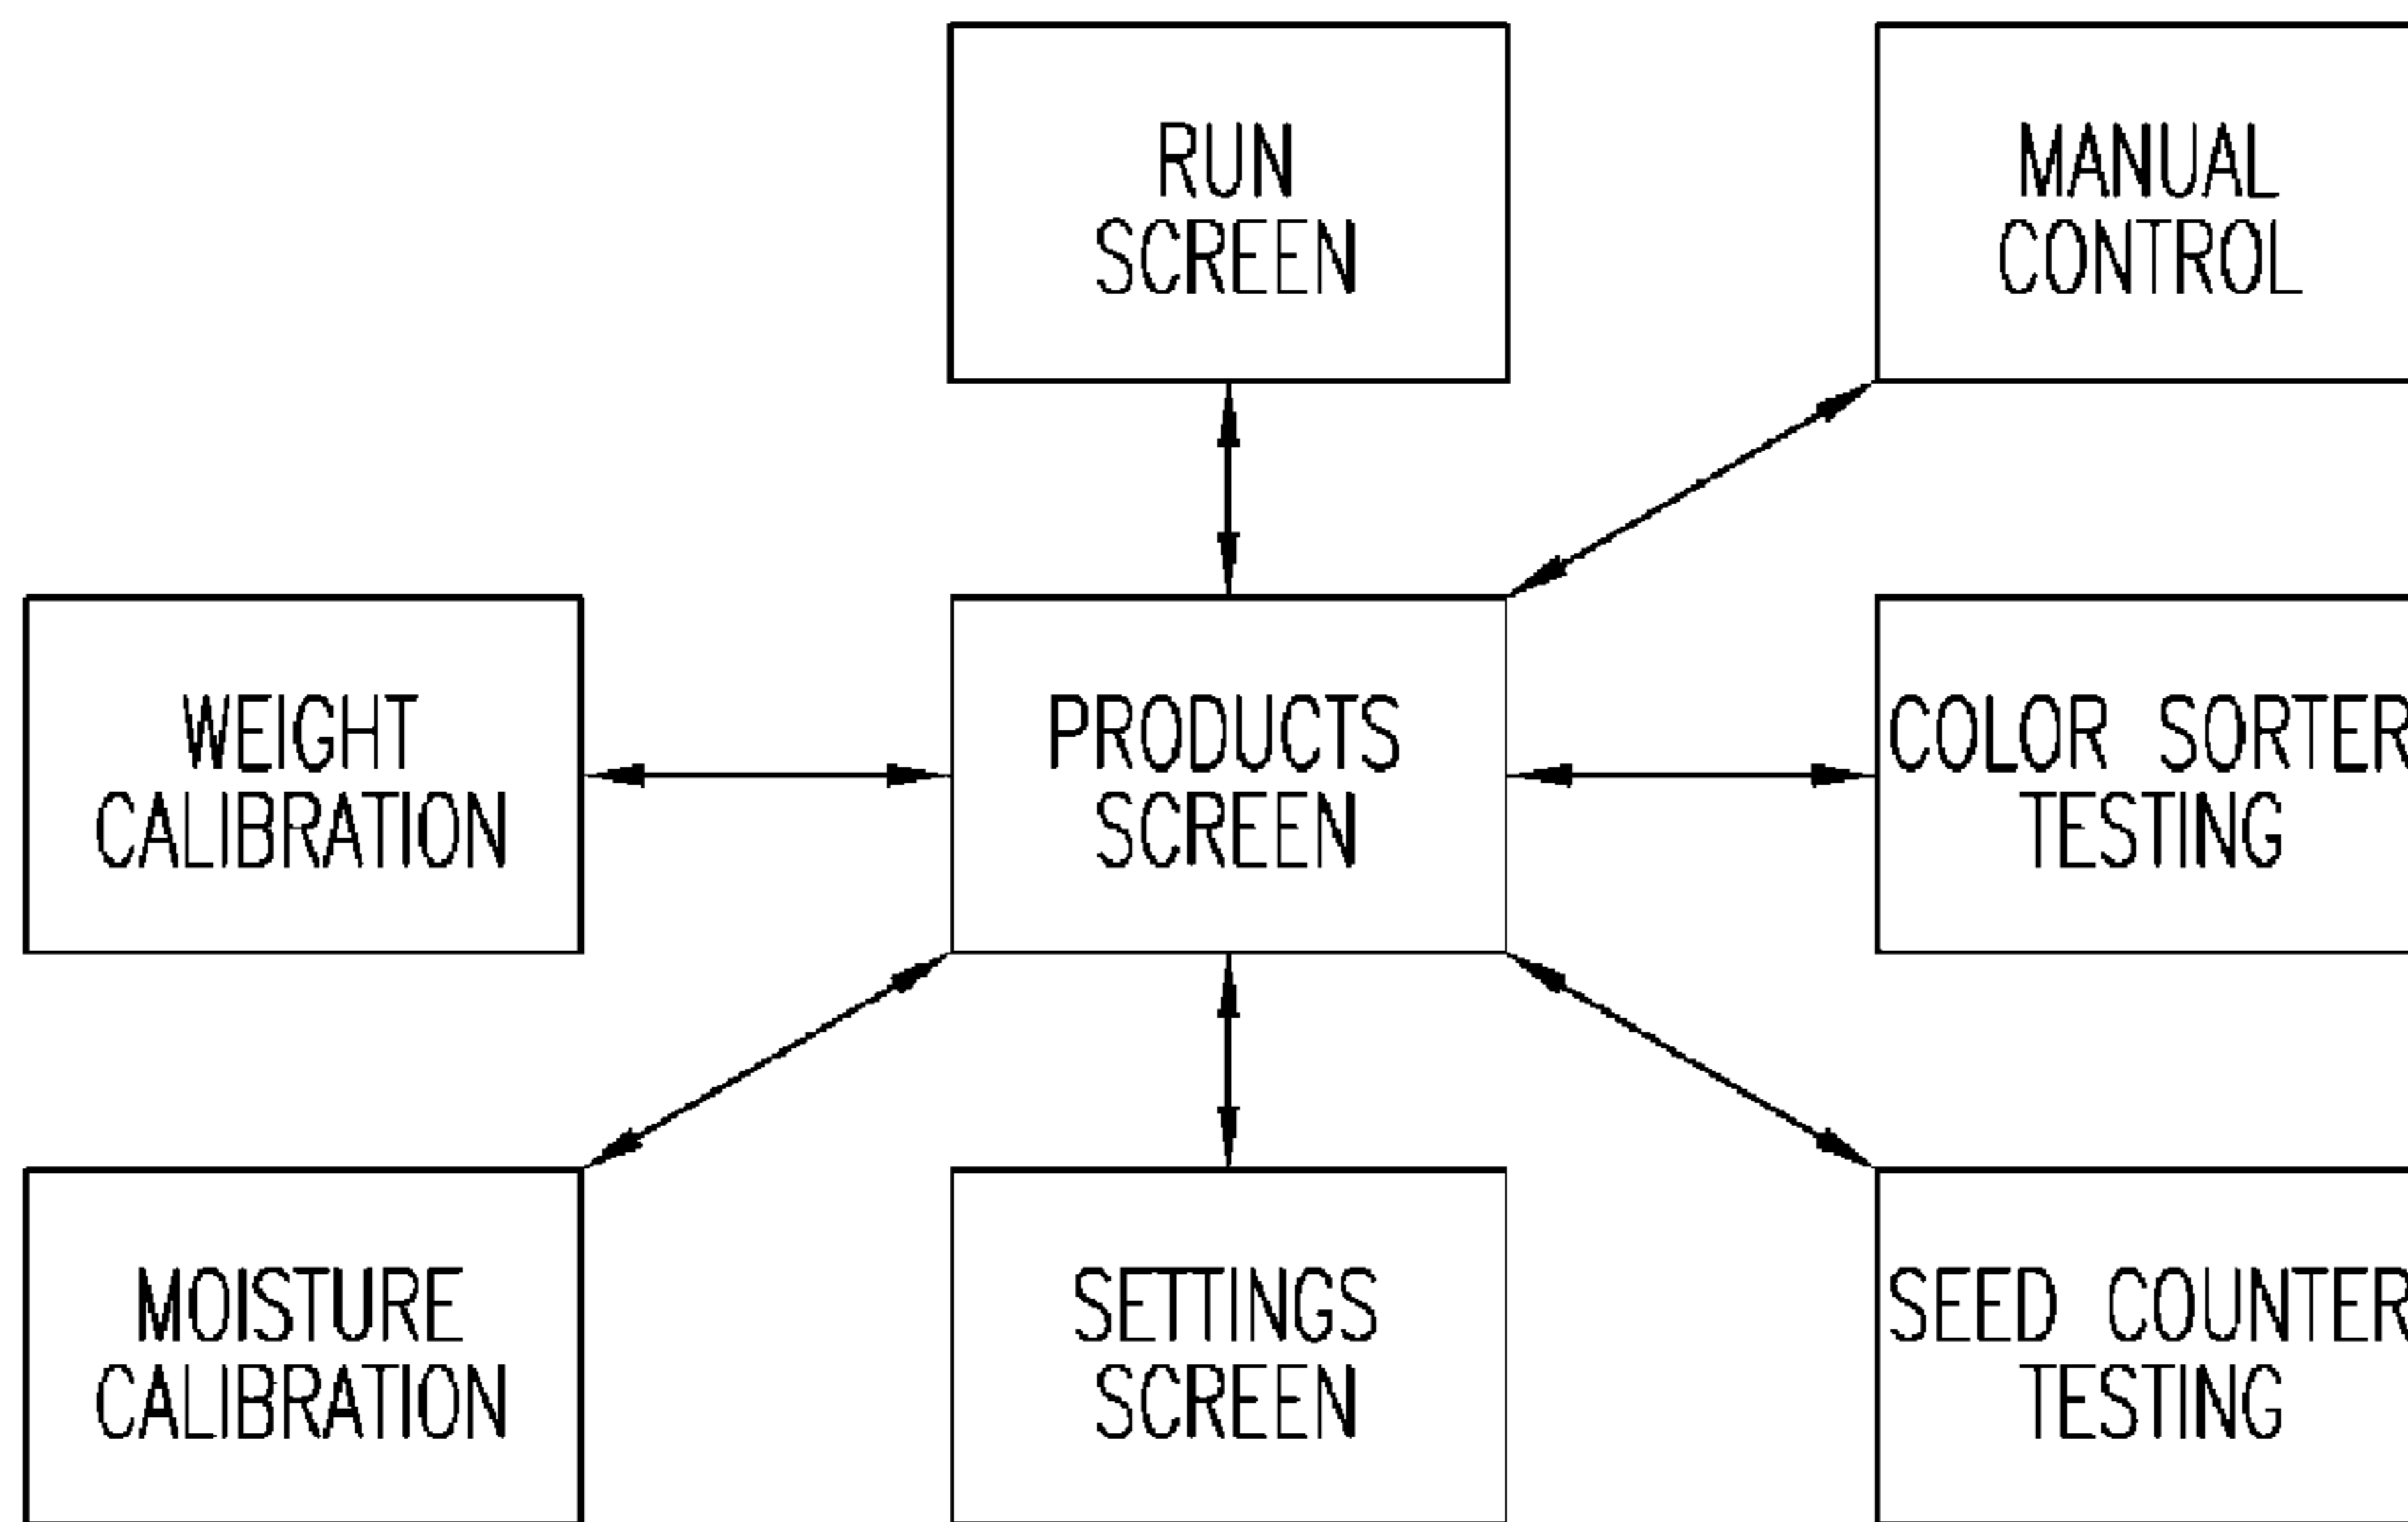 RUN
SCREEN
MANUAL
CONTROL
WEIGHT
CALIBRATION
PRODUCTS
SCREEN
COLOR SORTER
TESTING
MOISTURE
CALIBRATION
SETTINGS
SCREEN
SEED COUNTER
TESTING